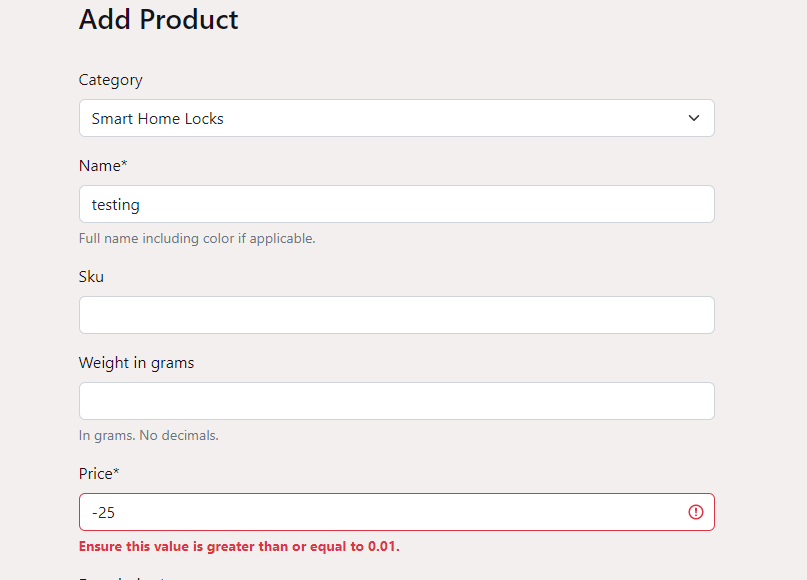 Add Product
Category
Smart Home Locks
Name*
testing
Full name including color if applicable.
Sku
Weight in grams
In grams. No decimals.
Price*
-25
Ensure this value is greater than or equal to 0.01.